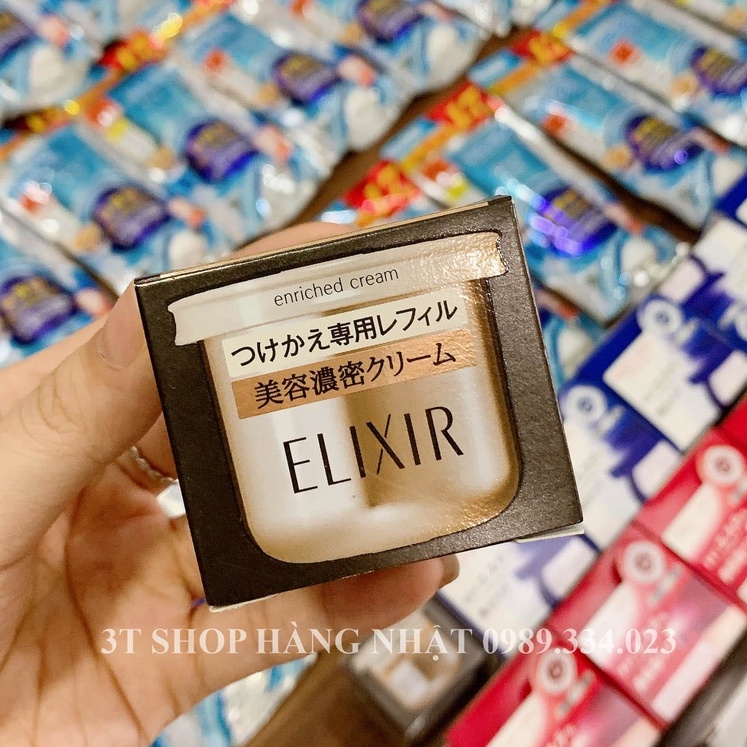 enriched cream
つけかえ専用レフィル
美容濃密クリーム
ELIXIR
3T SHOP HÀNG NHẬT 0989.334.023